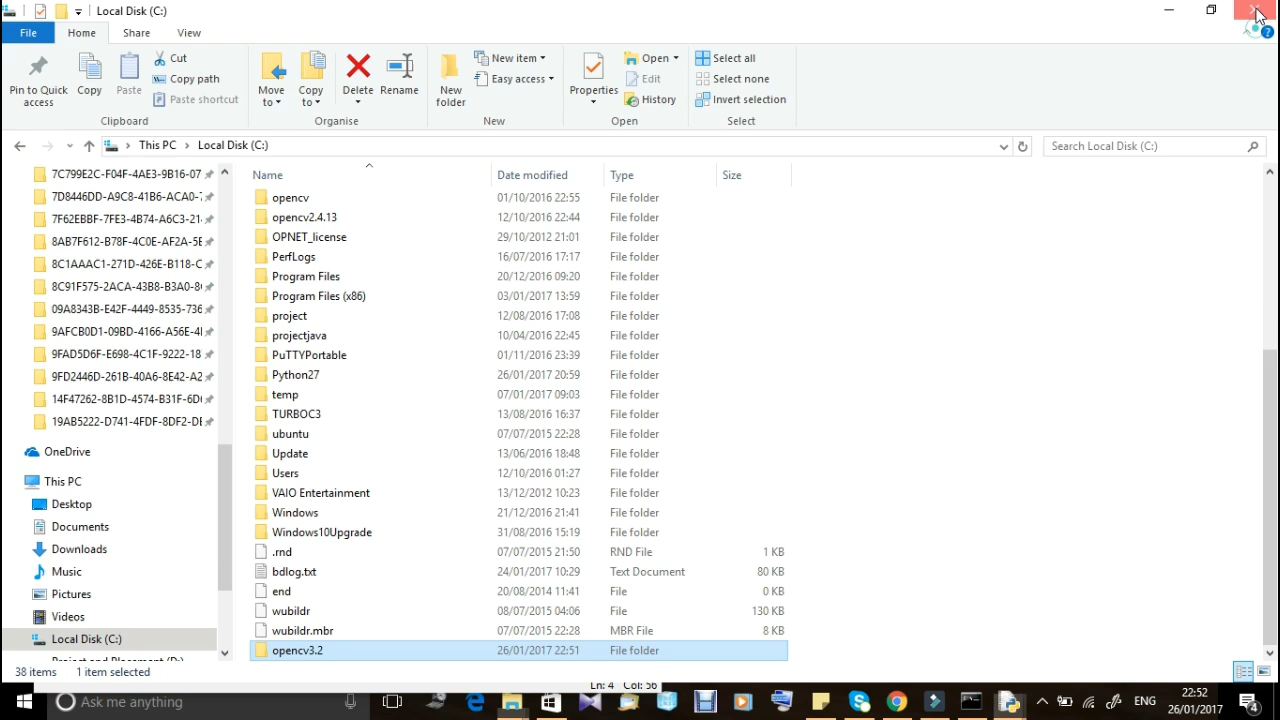 Local Disk (C:)
File Home Share View
Pin to Quick access
Copy
Paste
Cut
Copy path
Paste shortcut
Clipboard
Move to
Copy to
Delete
Rename
Organise
New folder
New item
Easy access
New
Properties
Open
Edit
History
Open
Select all
Select none
Invert selection
Select
This PC Local Disk (C:)
Search Local Disk (C:)
7C799E2C-F04F-4AE3-9B16-07
7D8446DD-A9C8-41B6-ACA0-7
7F62EBBF-7FE3-4B74-A6C3-21
8AB7F612-B78F-4C0E-AF2A-5E
8C1AAAC1-271D-426E-B118-C
8C91F575-2ACA-43B8-B3A0-8
09A8343B-E42F-4449-8535-736
9AFCB0D1-09BD-4166-A56E-4
9FAD5D6F-E698-4C1F-9222-18
9FD2446D-261B-40A6-8E42-A2
14F47262-8B1D-4574-B31F-6D
19AB5222-D741-4FDF-8DF2-DE
OneDrive
This PC
Desktop
Documents
Downloads
Music
Pictures
Videos
Local Disk (C:)
Project and Placement (D:)
Name Date modified Type Size
opencv 01/10/2016 22:55 File folder
opencv2.4.13 12/10/2016 22:44 File folder
OPNET_license 29/10/2012 21:01 File folder
PerfLogs 16/07/2016 17:17 File folder
Program Files 20/12/2016 09:20 File folder
Program Files (x86) 03/01/2017 13:59 File folder
project 12/08/2016 17:08 File folder
projectjava 10/04/2016 22:45 File folder
PuTTYPortable 01/11/2016 23:39 File folder
Python27 26/01/2017 20:59 File folder
temp 07/01/2017 09:03 File folder
TURBOC3 13/08/2016 16:37 File folder
ubuntu 07/07/2015 22:28 File folder
Update 13/06/2016 18:48 File folder
Users 12/10/2016 01:27 File folder
VAIO Entertainment 13/12/2012 10:23 File folder
Windows 21/12/2016 21:41 File folder
Windows10Upgrade 31/08/2016 15:19 File folder
.rnd 07/07/2015 21:50 RND File 1 KB
bdlog.txt 24/01/2017 10:29 Text Document 80 KB
end 20/08/2014 11:41 File 0 KB
wubildr 08/07/2015 04:06 File 130 KB
wubildr.mbr 07/07/2015 22:28 MBR File 8 KB
opencv3.2 26/01/2017 22:51 File folder
38 items 1 item selected
Ln: 4 Col: 56
Ask me anything
ENG
22:52
26/01/2017
4